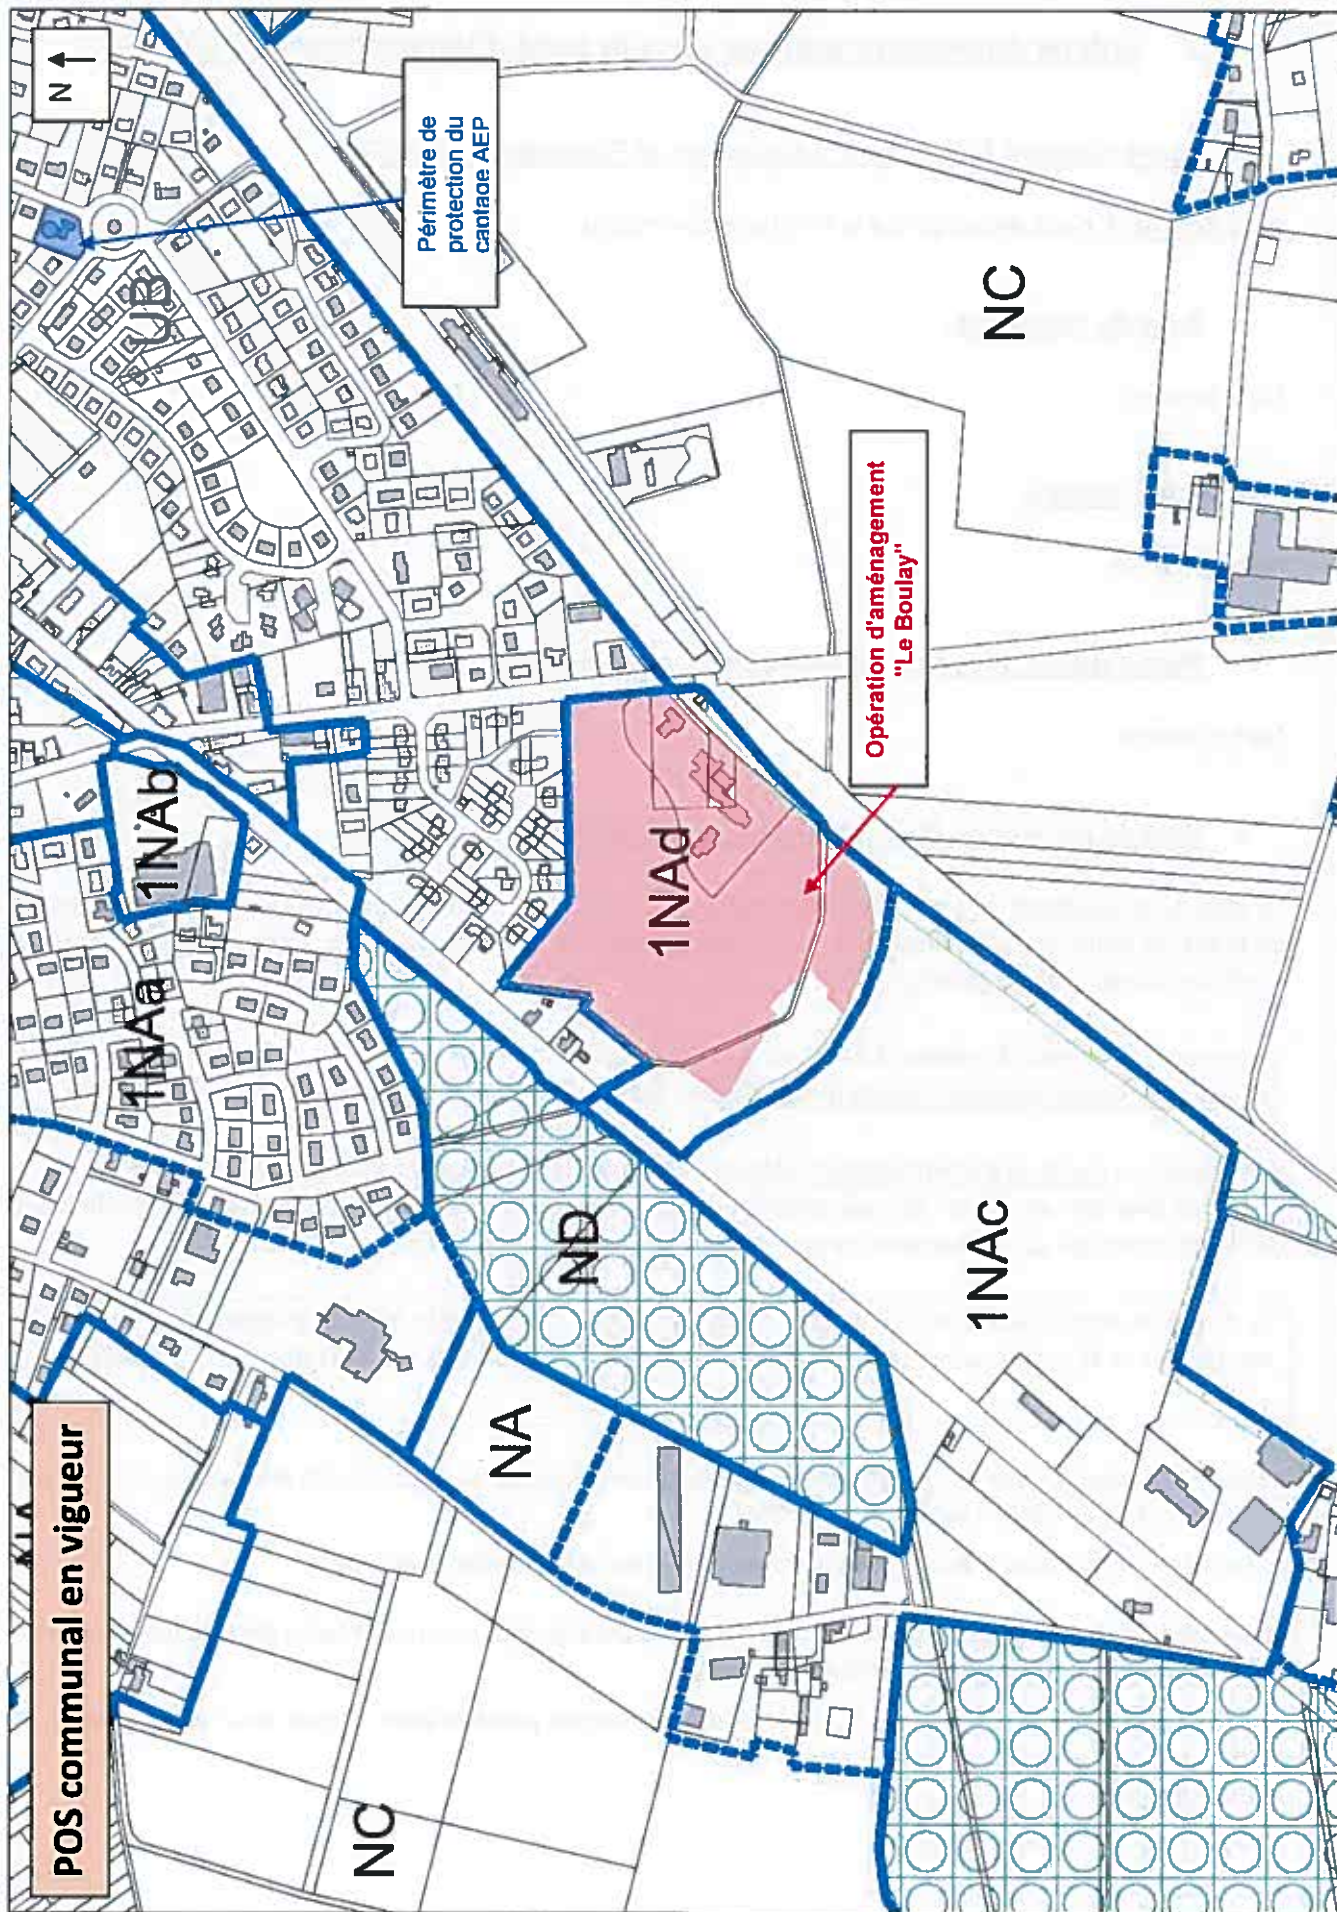 POS communal en vigueur
N
Périmètre de
protection du
captage AEP
UB
1NAb
1NAa
1NAd
Opération d'aménagement
"Le Boulay"
NC
ND
NA
1NAc
NC
NA